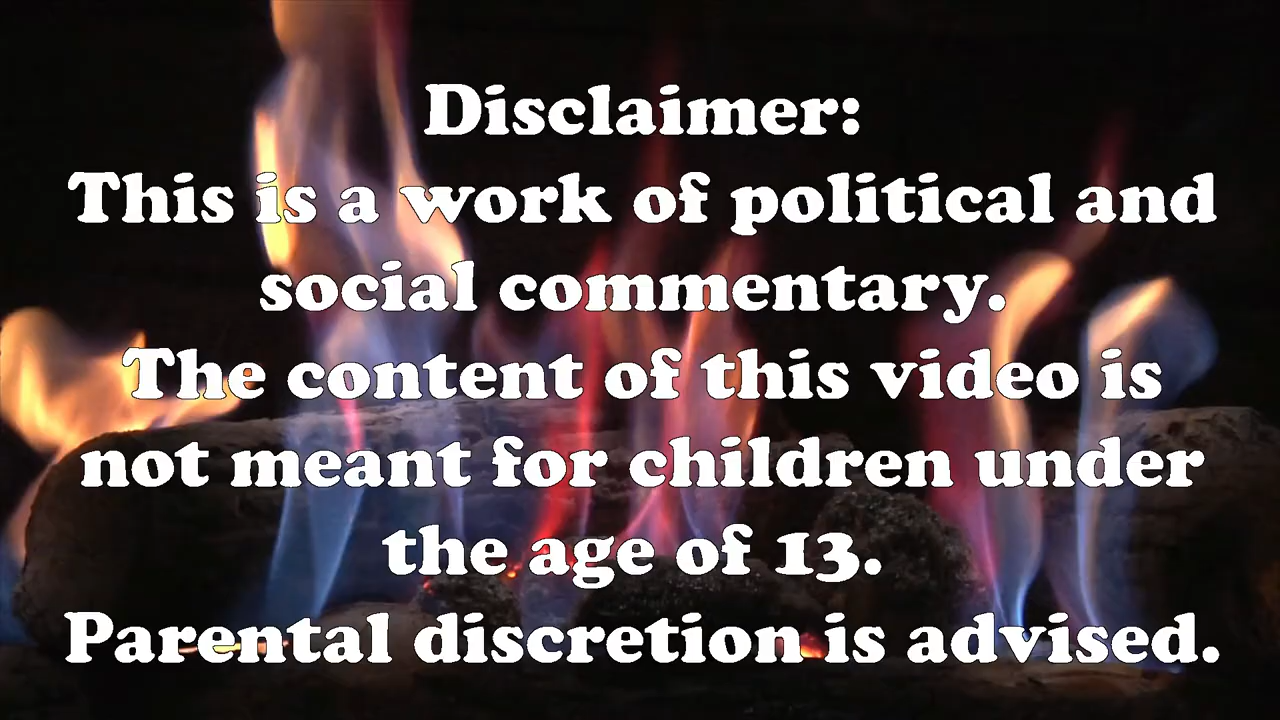 Disclaimer:
This is a work of political and
social commentary.
The content of this video is
not meant for children under
the age of 13.
Parental discretion is advised.